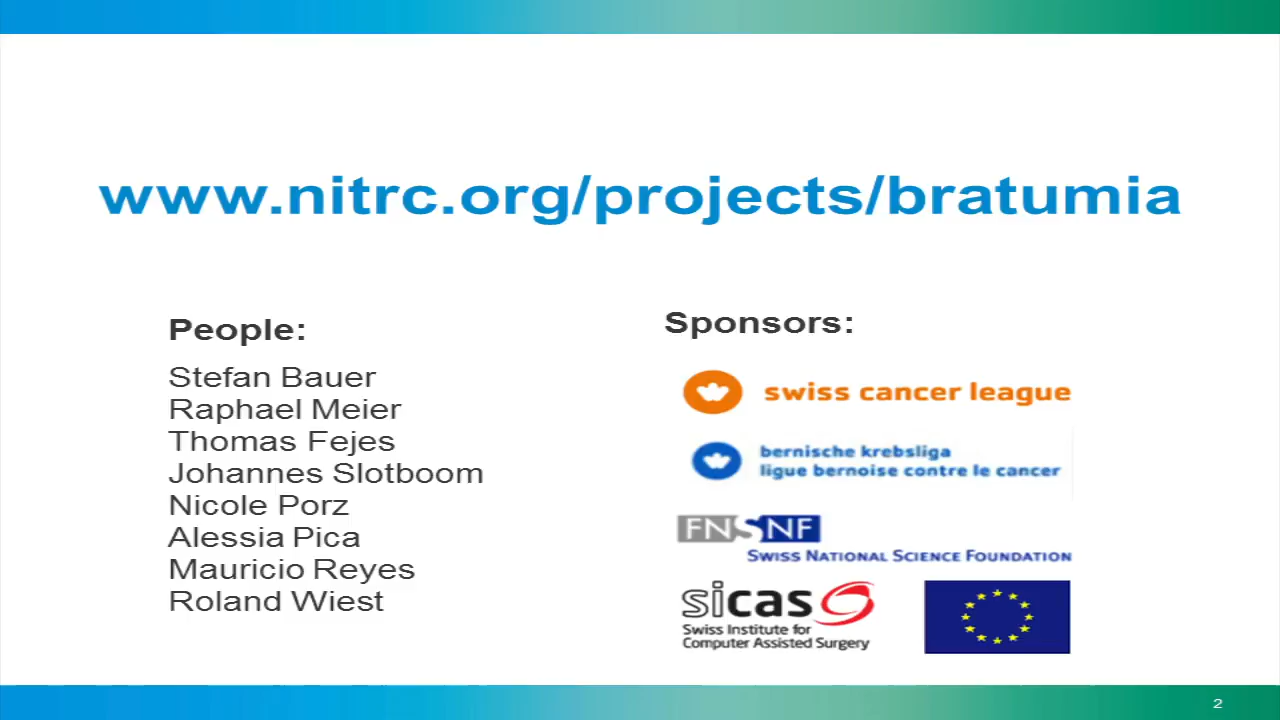 www.nitrc.org/projects/bratumia
People:
Stefan Bauer
Raphael Meier
Thomas Fejes
Johannes Slotboom
Nicole Porz
Alessia Pica
Mauricio Reyes
Roland Wiest
Sponsors:
swiss cancer league
bernische krebsliga
ligue bernoise contre le cancer
FNSNF
SWISS NATIONAL SCIENCE FOUNDATION
sicas
Swiss Institute for
Computer Assisted Surgery
2